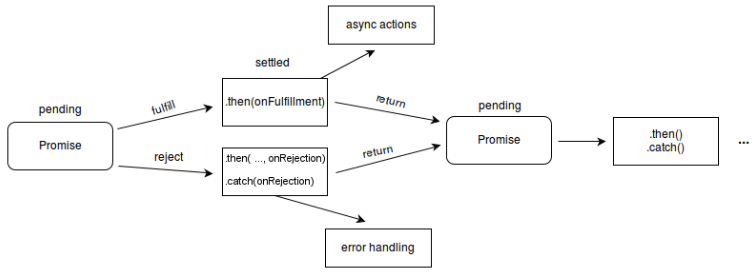 async actions
settled
pending
fulfill
.then(onFulfillment)
return
pending
Promise
reject
.then( ..., onRejection)
.catch(onRejection)
return
Promise
.then()
.catch()
...
error handling